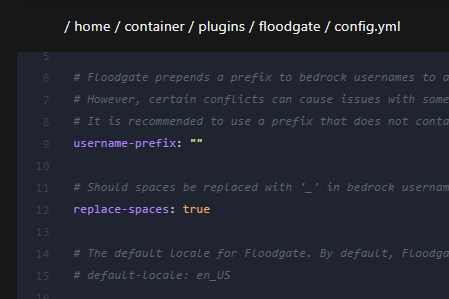 / home / container / plugins / floodgate / config.yml
5
6 # Floodgate prepends a prefix to bedrock usernames to a
7 # However, certain conflicts can cause issues with some
8 # It is recommended to use a prefix that does not conta
9 username-prefix: ""
10
11 # Should spaces be replaced with '_' in bedrock usernam
12 replace-spaces: true
13
14 # The default locale for Floodgate. By default, Floodga
15 # default-locale: en_US
16